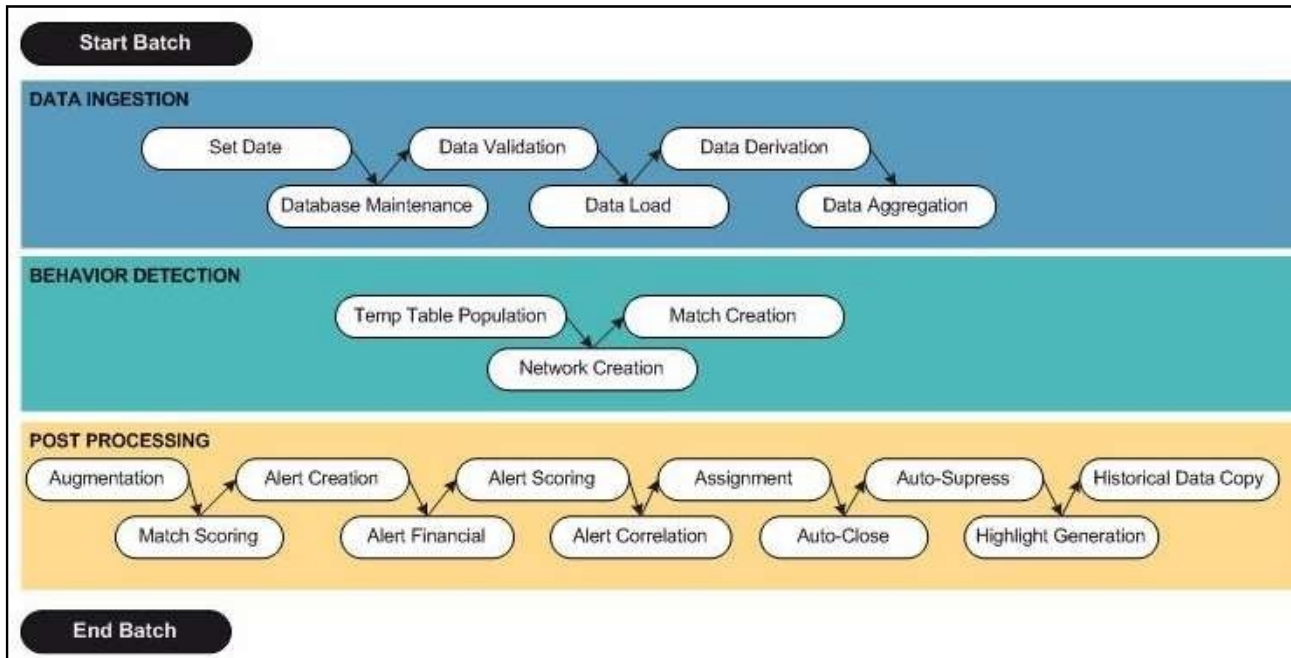 Start Batch
DATA INGESTION
Set Date
Database Maintenance
Data Validation
Data Load
Data Derivation
Data Aggregation
BEHAVIOR DETECTION
Temp Table Population
Network Creation
Match Creation
POST PROCESSING
Augmentation
Match Scoring
Alert Creation
Alert Financial
Alert Scoring
Alert Correlation
Assignment
Auto-Close
Auto-Supress
Highlight Generation
Historical Data Copy
End Batch